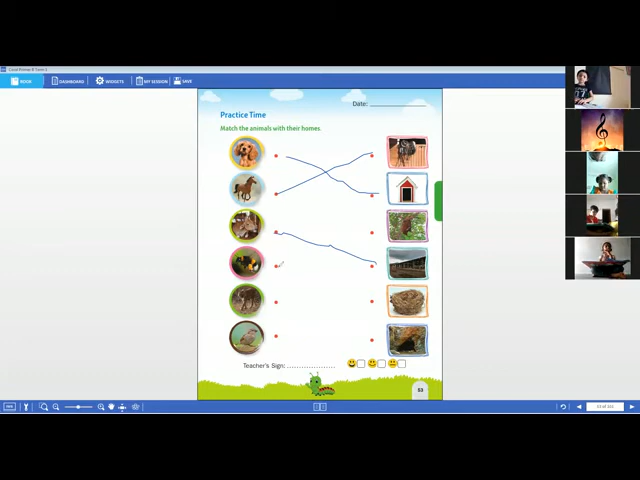 BOOK
DASHBOARD
WIDGETS
MY SESSION
SAVE
Date:
Practice Time
Match the animals with their homes.
Teacher's Sign:
53